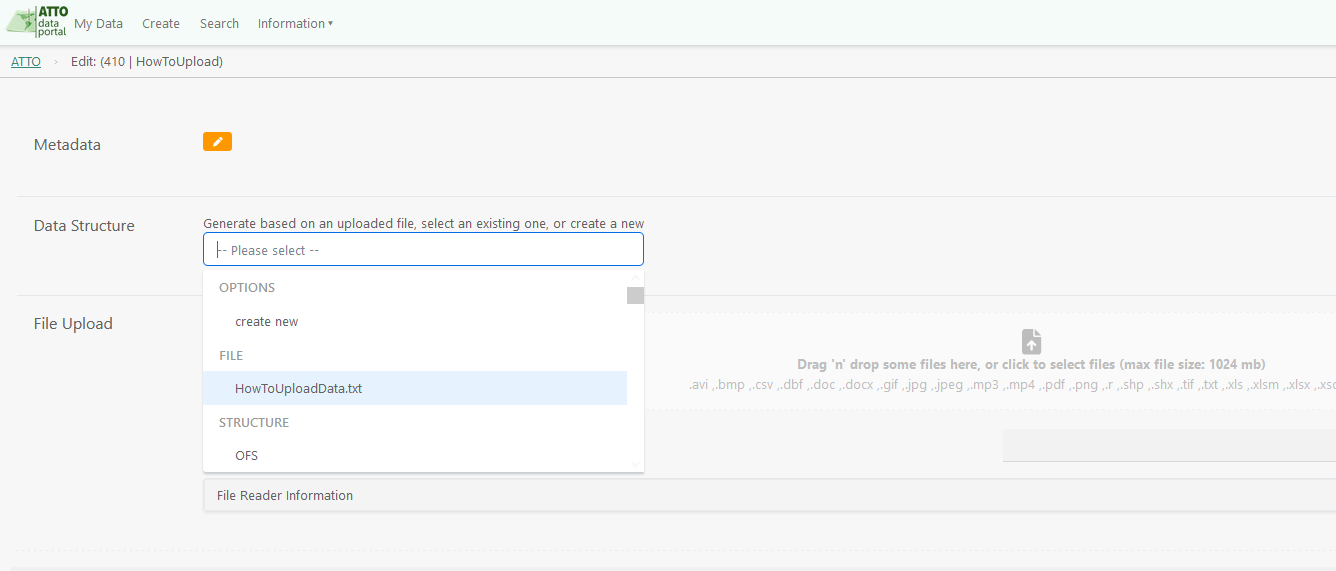 ATTO
data
portal
My Data Create Search Information
ATTO › Edit: (410 | HowToUpload)
Metadata
Data Structure
Generate based on an uploaded file, select an existing one, or create a new
-- Please select --
OPTIONS
create new
FILE
HowToUploadData.txt
STRUCTURE
OFS
File Upload
Drag 'n' drop some files here, or click to select files (max file size: 1024 mb)
.avi ,.bmp ,.csv ,.dbf ,.doc ,.docx ,.gif ,.jpg ,.jpeg ,.mp3 ,.mp4 ,.pdf ,.png ,.r ,.shp ,.shx ,.tif ,.txt ,.xls ,.xlsm ,.xlsx ,.xsd
File Reader Information